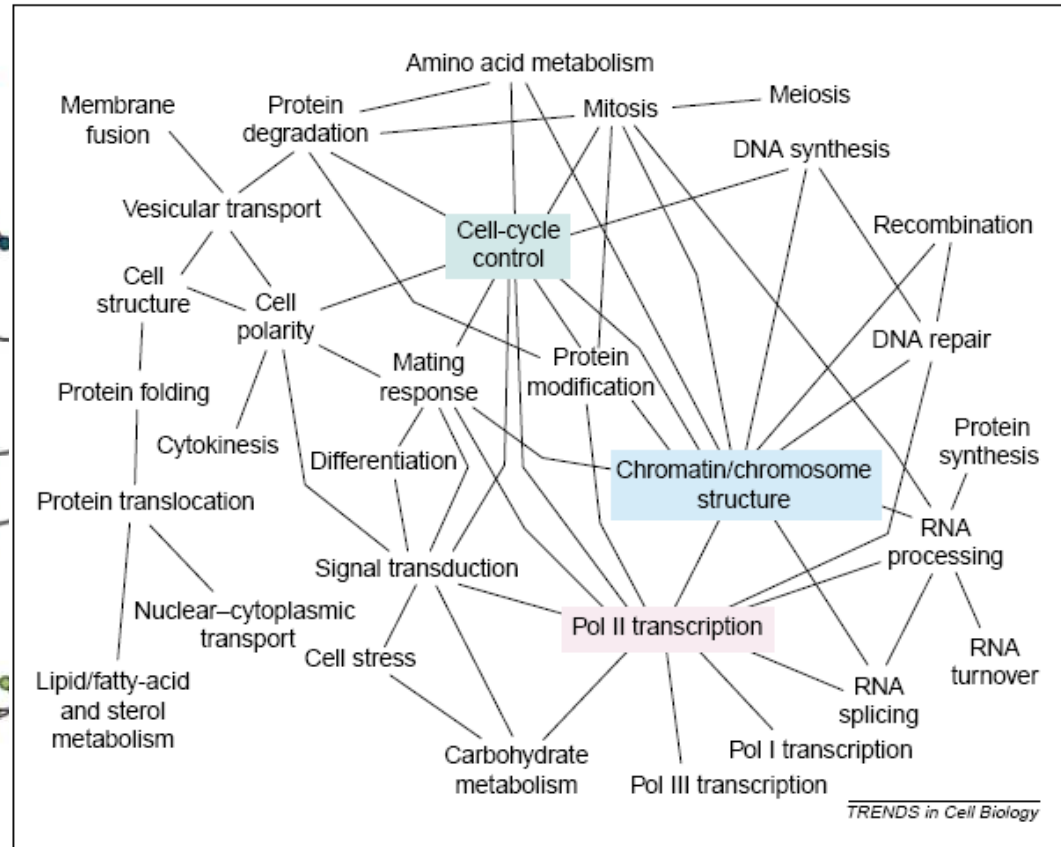 Amino acid metabolism
Membrane
fusion
Protein
degradation
Mitosis
Meiosis
DNA synthesis
Vesicular transport
Cell-cycle
control
Recombination
Cell
structure
Cell
polarity
Mating
response
Protein
modification
DNA repair
Protein folding
Cytokinesis
Differentiation
Protein
synthesis
Chromatin/chromosome
structure
Protein translocation
RNA
processing
Signal transduction
Nuclear–cytoplasmic
transport
Pol II transcription
Cell stress
RNA
turnover
Lipid/fatty-acid
and sterol
metabolism
RNA
splicing
Carbohydrate
metabolism
Pol I transcription
Pol III transcription
TRENDS in Cell Biology